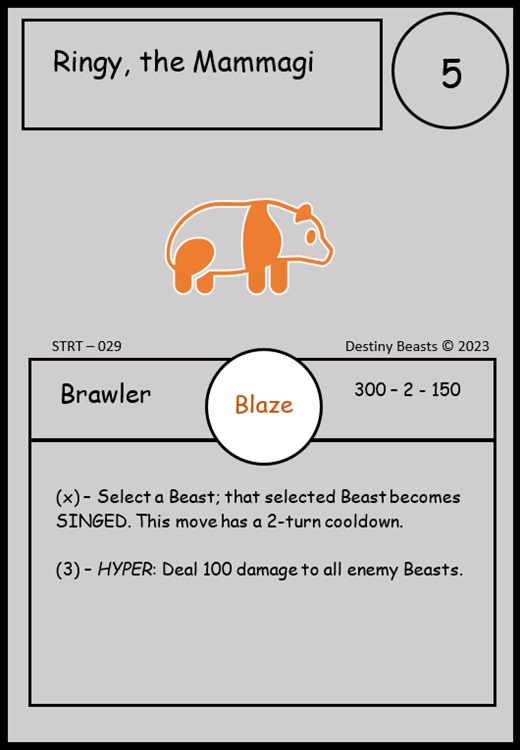 Ringy, the Mammagi
5
STRT – 029
Destiny Beasts © 2023
Brawler
Blaze
300 – 2 - 150
(x) – Select a Beast; that selected Beast becomes
SINGED. This move has a 2-turn cooldown.
(3) – HYPER: Deal 100 damage to all enemy Beasts.